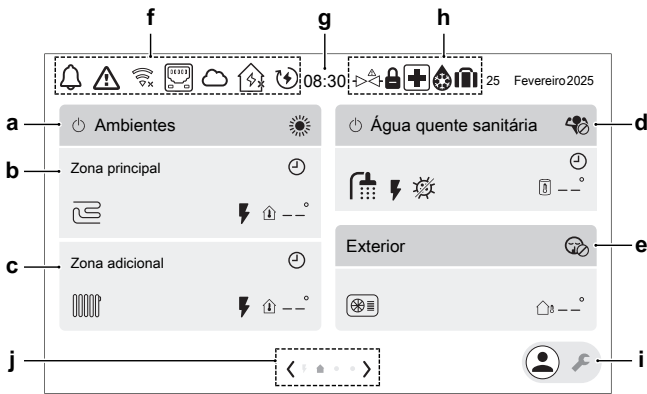 f g h
08:30 25 Fevereiro 2025
a Ambientes Água quente sanitária d
b Zona principal
--°
--°
c Zona adicional Exterior e
--°
--°
j i